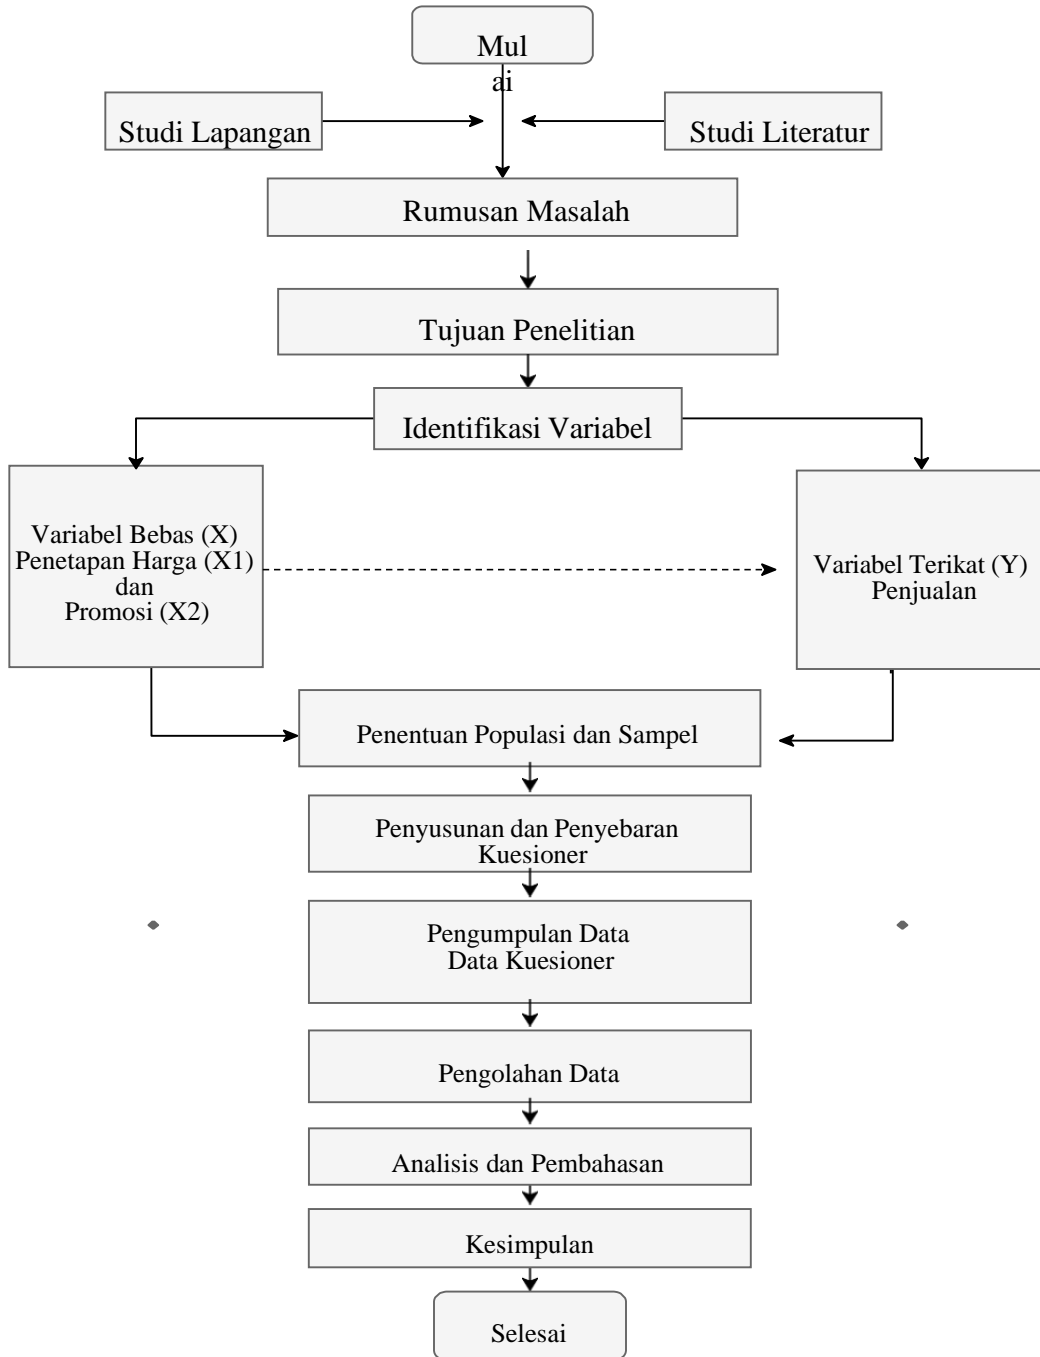 Mul
ai
Studi Lapangan
Studi Literatur
Rumusan Masalah
Tujuan Penelitian
Identifikasi Variabel
Variabel Bebas (X)
Penetapan Harga (X1)
dan
Promosi (X2)
Variabel Terikat (Y)
Penjualan
Penentuan Populasi dan Sampel
Penyusunan dan Penyebaran
Kuesioner
Pengumpulan Data
Data Kuesioner
Pengolahan Data
Analisis dan Pembahasan
Kesimpulan
Selesai